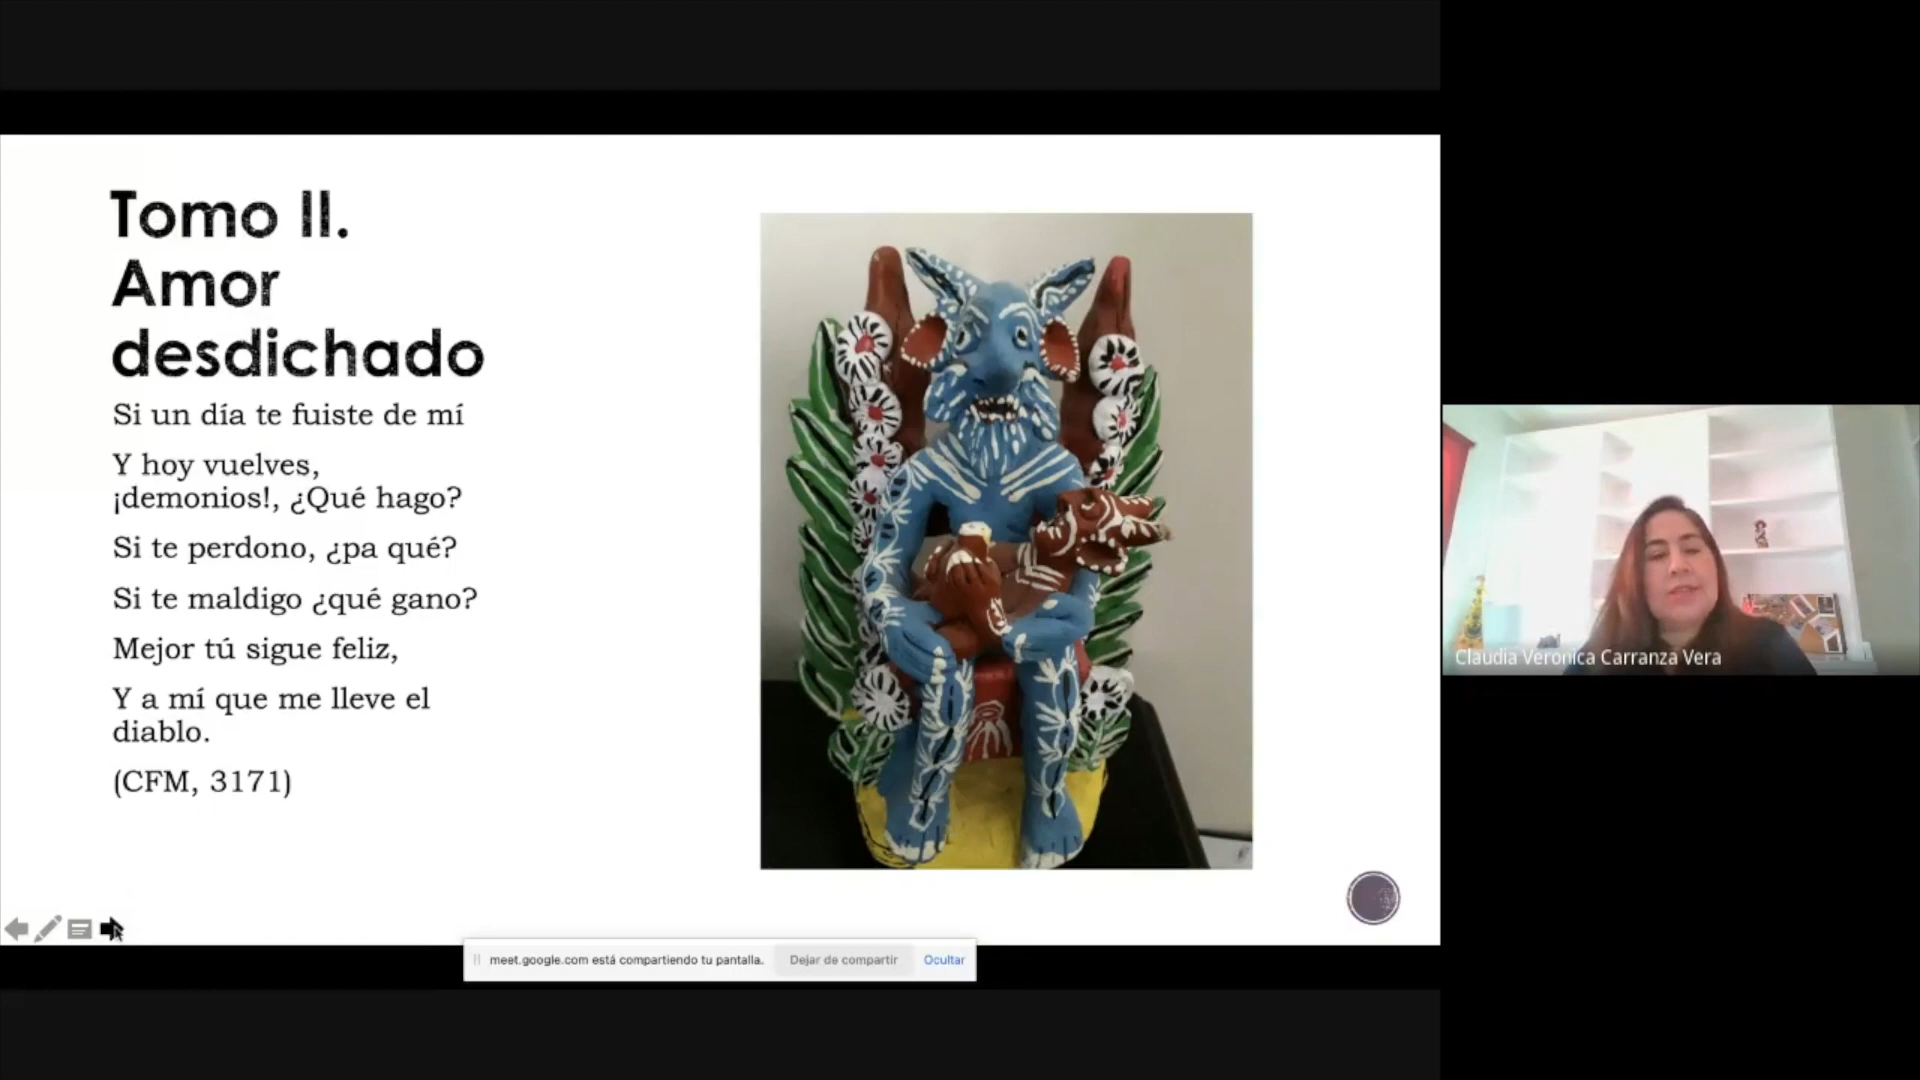 Tomo II.
Amor
desdichado
Si un día te fuiste de mí
Y hoy vuelves,
¡demonios!, ¿Qué hago?
Si te perdono, ¿pa qué?
Si te maldigo ¿qué gano?
Mejor tú sigue feliz,
Y a mí que me lleve el
diablo.
(CFM, 3171)
Claudia Veronica Carranza Vera
meet.google.com está compartiendo tu pantalla.
Dejar de compartir
Ocultar